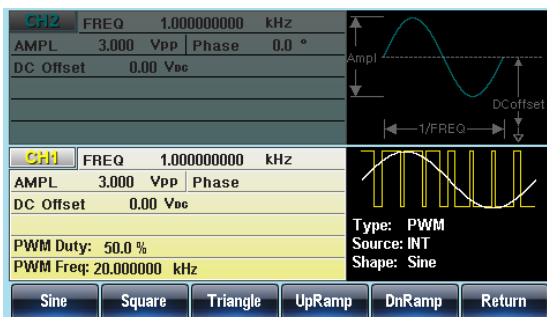 CH2 FREQ 1.000000000 kHz
AMPL 3.000 Vpp Phase 0.0 °
DC Offset 0.00 VDC
Ampl
DCoffset
1/FREQ
CH1 FREQ 1.000000000 kHz
AMPL 3.000 Vpp Phase
DC Offset 0.00 VDC
PWM Duty: 50.0 %
PWM Freq: 20.000000 kHz
Type: PWM
Source: INT
Shape: Sine
Sine Square Triangle UpRamp DnRamp Return